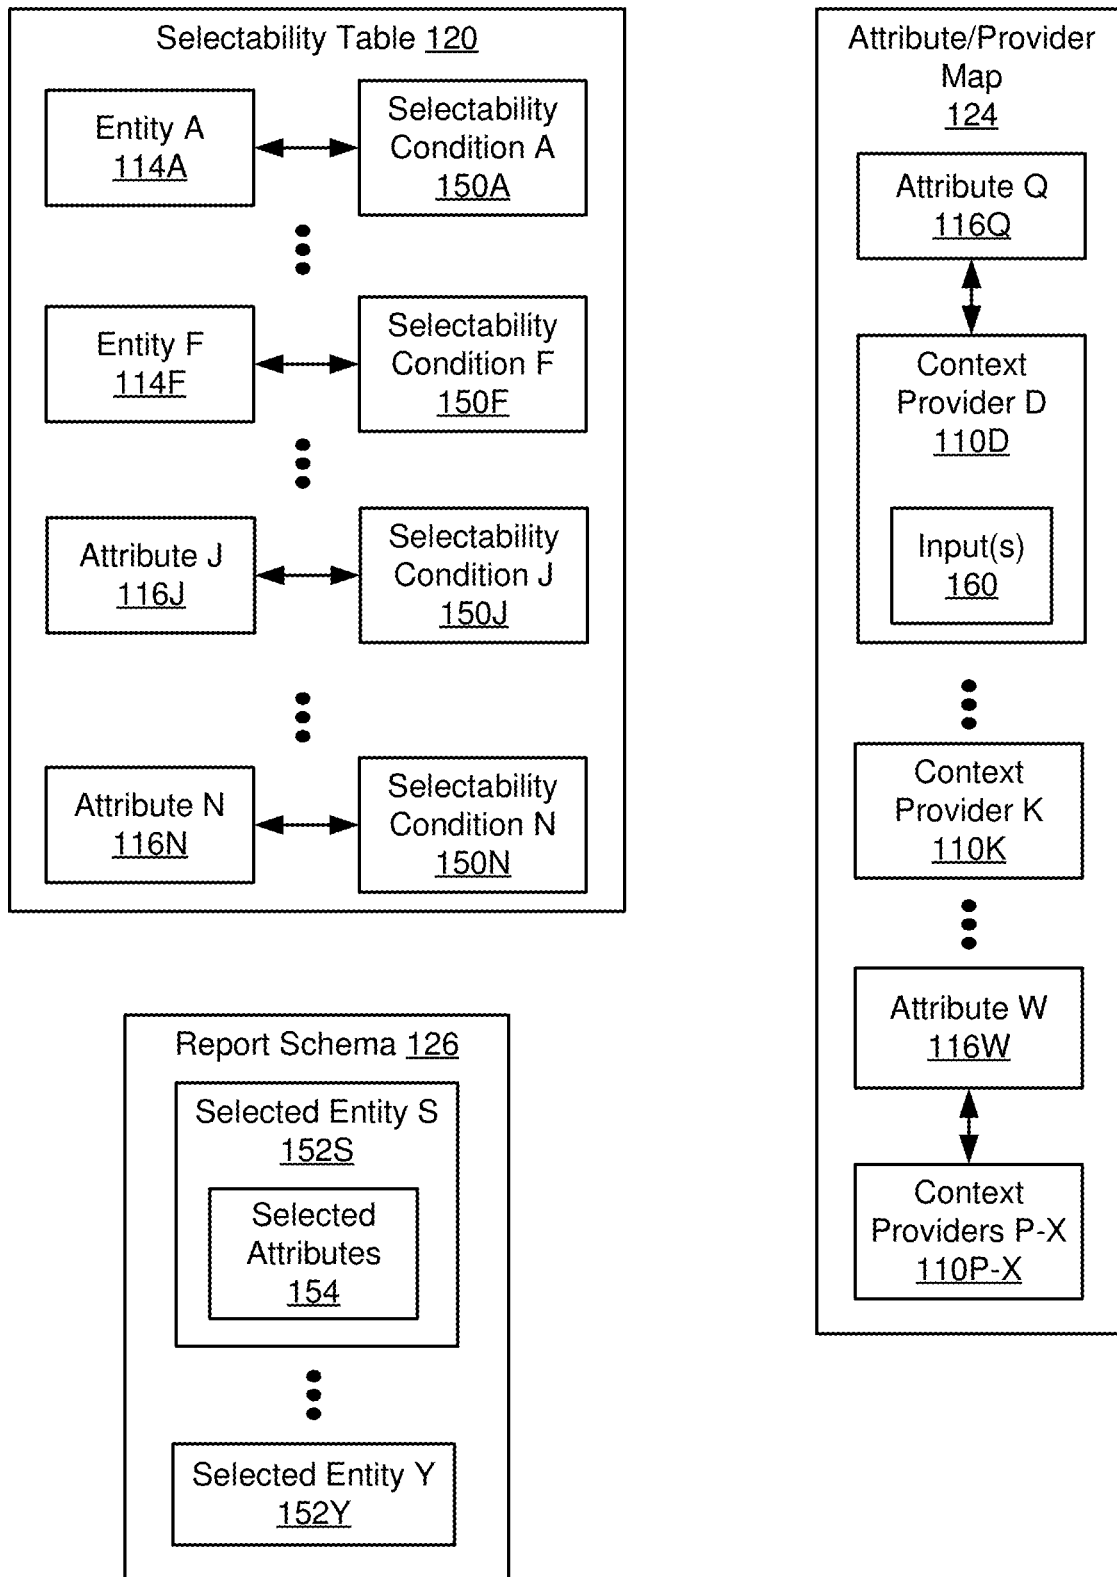 Selectability Table 120
Entity A
114A
Selectability
Condition A
150A
Entity F
114F
Selectability
Condition F
150F
Attribute J
116J
Selectability
Condition J
150J
Attribute N
116N
Selectability
Condition N
150N
Report Schema 126
Selected Entity S
152S
Selected
Attributes
154
Selected Entity Y
152Y
Attribute/Provider
Map
124
Attribute Q
116Q
Context
Provider D
110D
Input(s)
160
Context
Provider K
110K
Attribute W
116W
Context
Providers P-X
110P-X